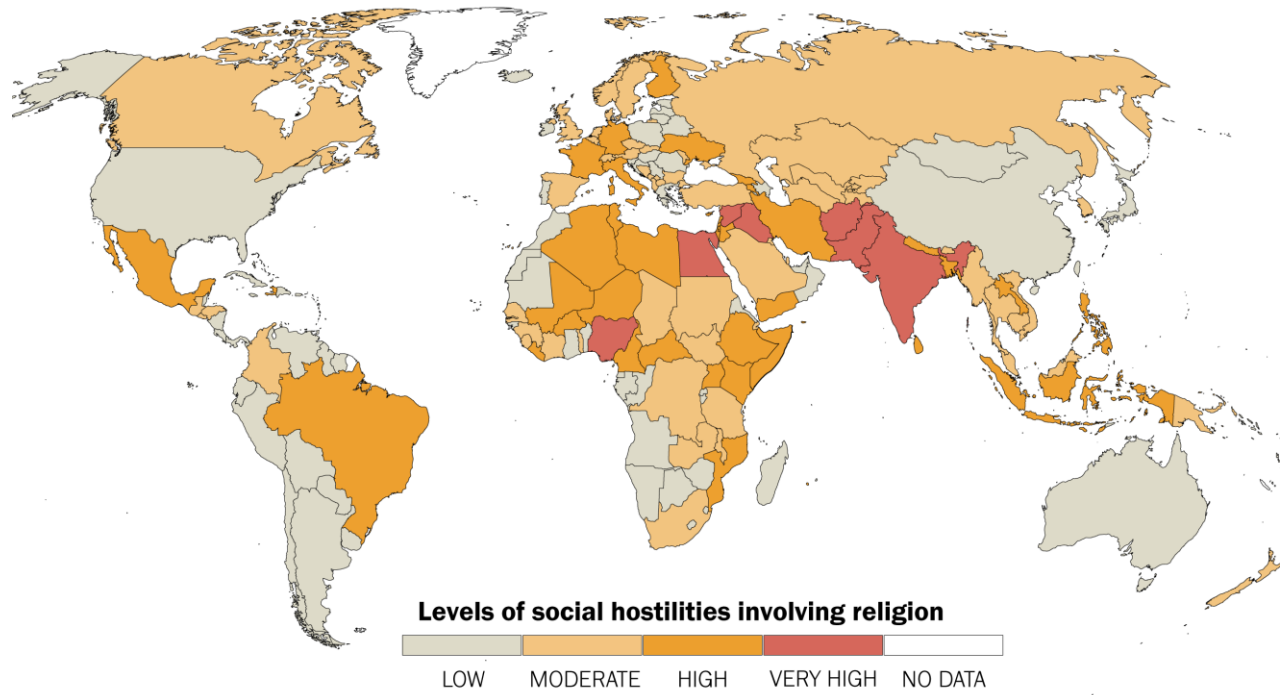 Levels of social hostilities involving religion
LOW MODERATE HIGH VERY HIGH NO DATA